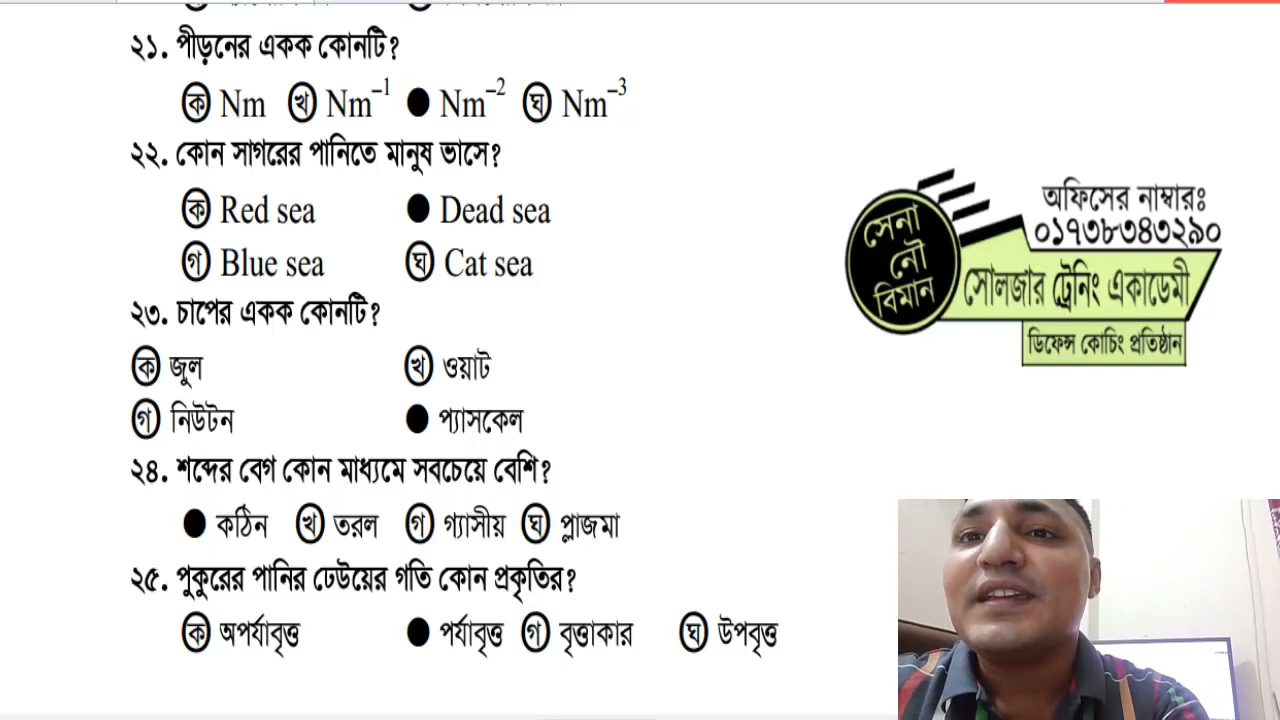 ২১. পীড়নের একক কোনটি?
ক Nm খ Nm⁻¹ ● Nm⁻² ঘ Nm⁻³
২২. কোন সাগরের পানিতে মানুষ ভাসে?
ক Red sea ● Dead sea
গ Blue sea ঘ Cat sea
২৩. চাপের একক কোনটি?
ক জুল খ ওয়াট
গ নিউটন ● প্যাসকেল
২৪. শব্দের বেগ কোন মাধ্যমে সবচেয়ে বেশি?
● কঠিন খ তরল গ গ্যাসীয় ঘ প্লাজমা
২৫. পুকুরের পানির ঢেউয়ের গতি কোন প্রকৃতির?
ক অপর্যাবৃত্ত ● পর্যাবৃত্ত গ বৃত্তাকার ঘ উপবৃত্ত
অফিসের নাম্বারঃ
০১৭৩৮৩৪৩২৯০
সেনা
নৌ
বিমান
সোলজার ট্রেনিং একাডেমী
ডিফেন্স কোচিং প্রতিষ্ঠান